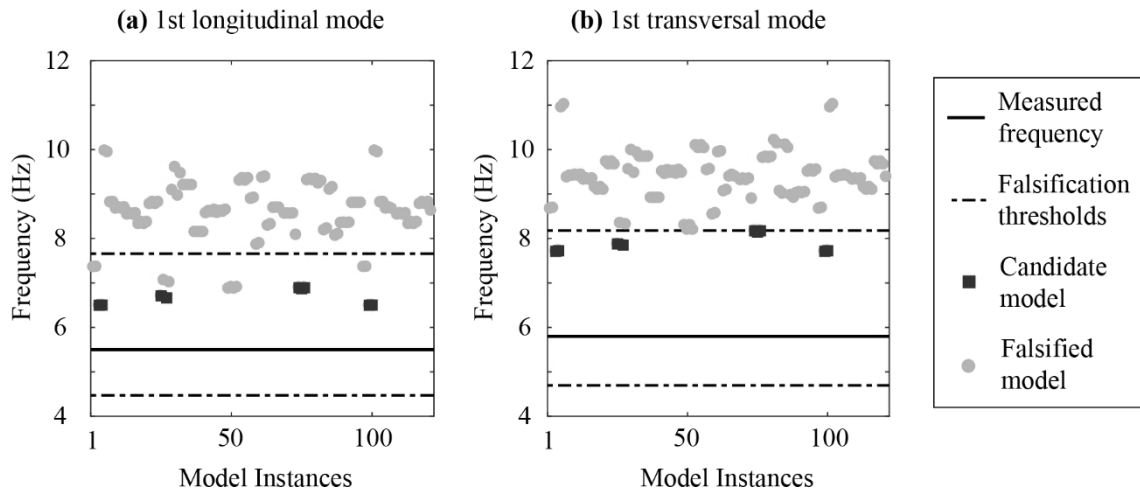 (a) 1st longitudinal mode
12
10
8
6
4
Frequency (Hz)
1
50
100
Model Instances
(b) 1st transversal mode
12
10
8
6
4
Frequency (Hz)
1
50
100
Model Instances
Measured
frequency
Falsification
thresholds
Candidate
model
Falsified
model